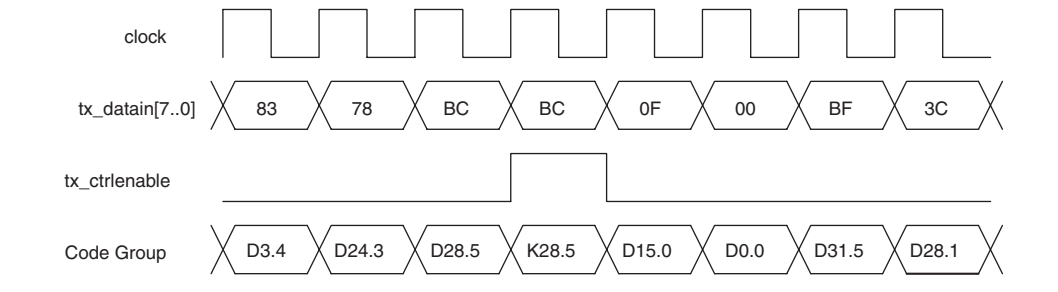 clock
tx_datain[7..0] 83 78 BC BC 0F 00 BF 3C
tx_ctrlenable
Code Group D3.4 D24.3 D28.5 K28.5 D15.0 D0.0 D31.5 D28.1